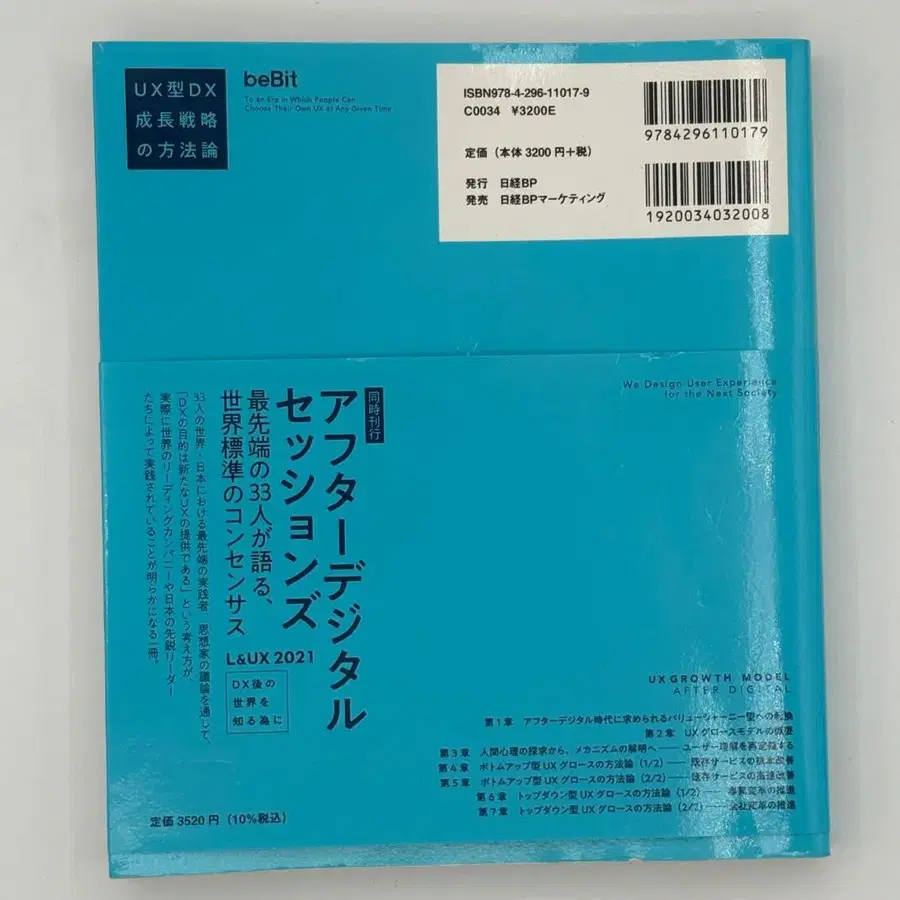 UX型DX
成長戦略
の方法論
beBit
To an Era in Which People Can
Choose Their Own UX at Any Given Time
ISBN978-4-296-11017-9
C0034 ¥3200E
定価（本体 3200 円+税）
発行 日経BP
発売 日経BPマーケティング
9784296110179
1920034032008
We Design User Experience
for the Next Society
同時刊行
アフターデジタル
セッションズ
最先端の33人が語る、
世界標準のコンセンサス
33人の世界・日本における最先端の実践者、思想家の議論を通じて、
「DXの目的は新たなUXの提供である」という考え方が、
実際に世界のリーディングカンパニーや日本の先鋭リーダー
たちによって実践されていることが明らかになる一冊。
L&UX 2021
DX後の
世界を
知る為に
定価 3520 円（10%税込）
UX GROWTH MODEL
AFTER DIGITAL
第1章 アフターデジタル時代に求められるバリュージャーニー型への転換
第2章 UXグロースモデルの概要
第3章 人間心理の探求から、メカニズムの解明へ ── ユーザー理解を再定義する
第4章 ボトムアップ型UXグロースの方法論（1/2）── 既存サービスの抜本改善
第5章 ボトムアップ型UXグロースの方法論（2/2）── 既存サービスの高速改善
第6章 トップダウン型UXグロースの方法論（1/2）── 事業変革の推進
第7章 トップダウン型UXグロースの方法論（2/2）── 会社変革の推進